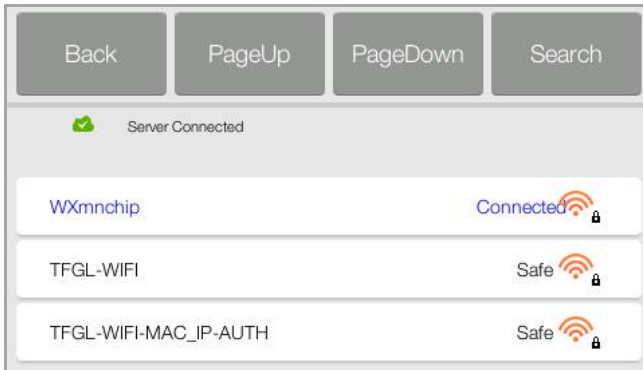 Back PageUp PageDown Search
Server Connected
WXmnchip Connected
TFGL-WIFI Safe
TFGL-WIFI-MAC_IP-AUTH Safe